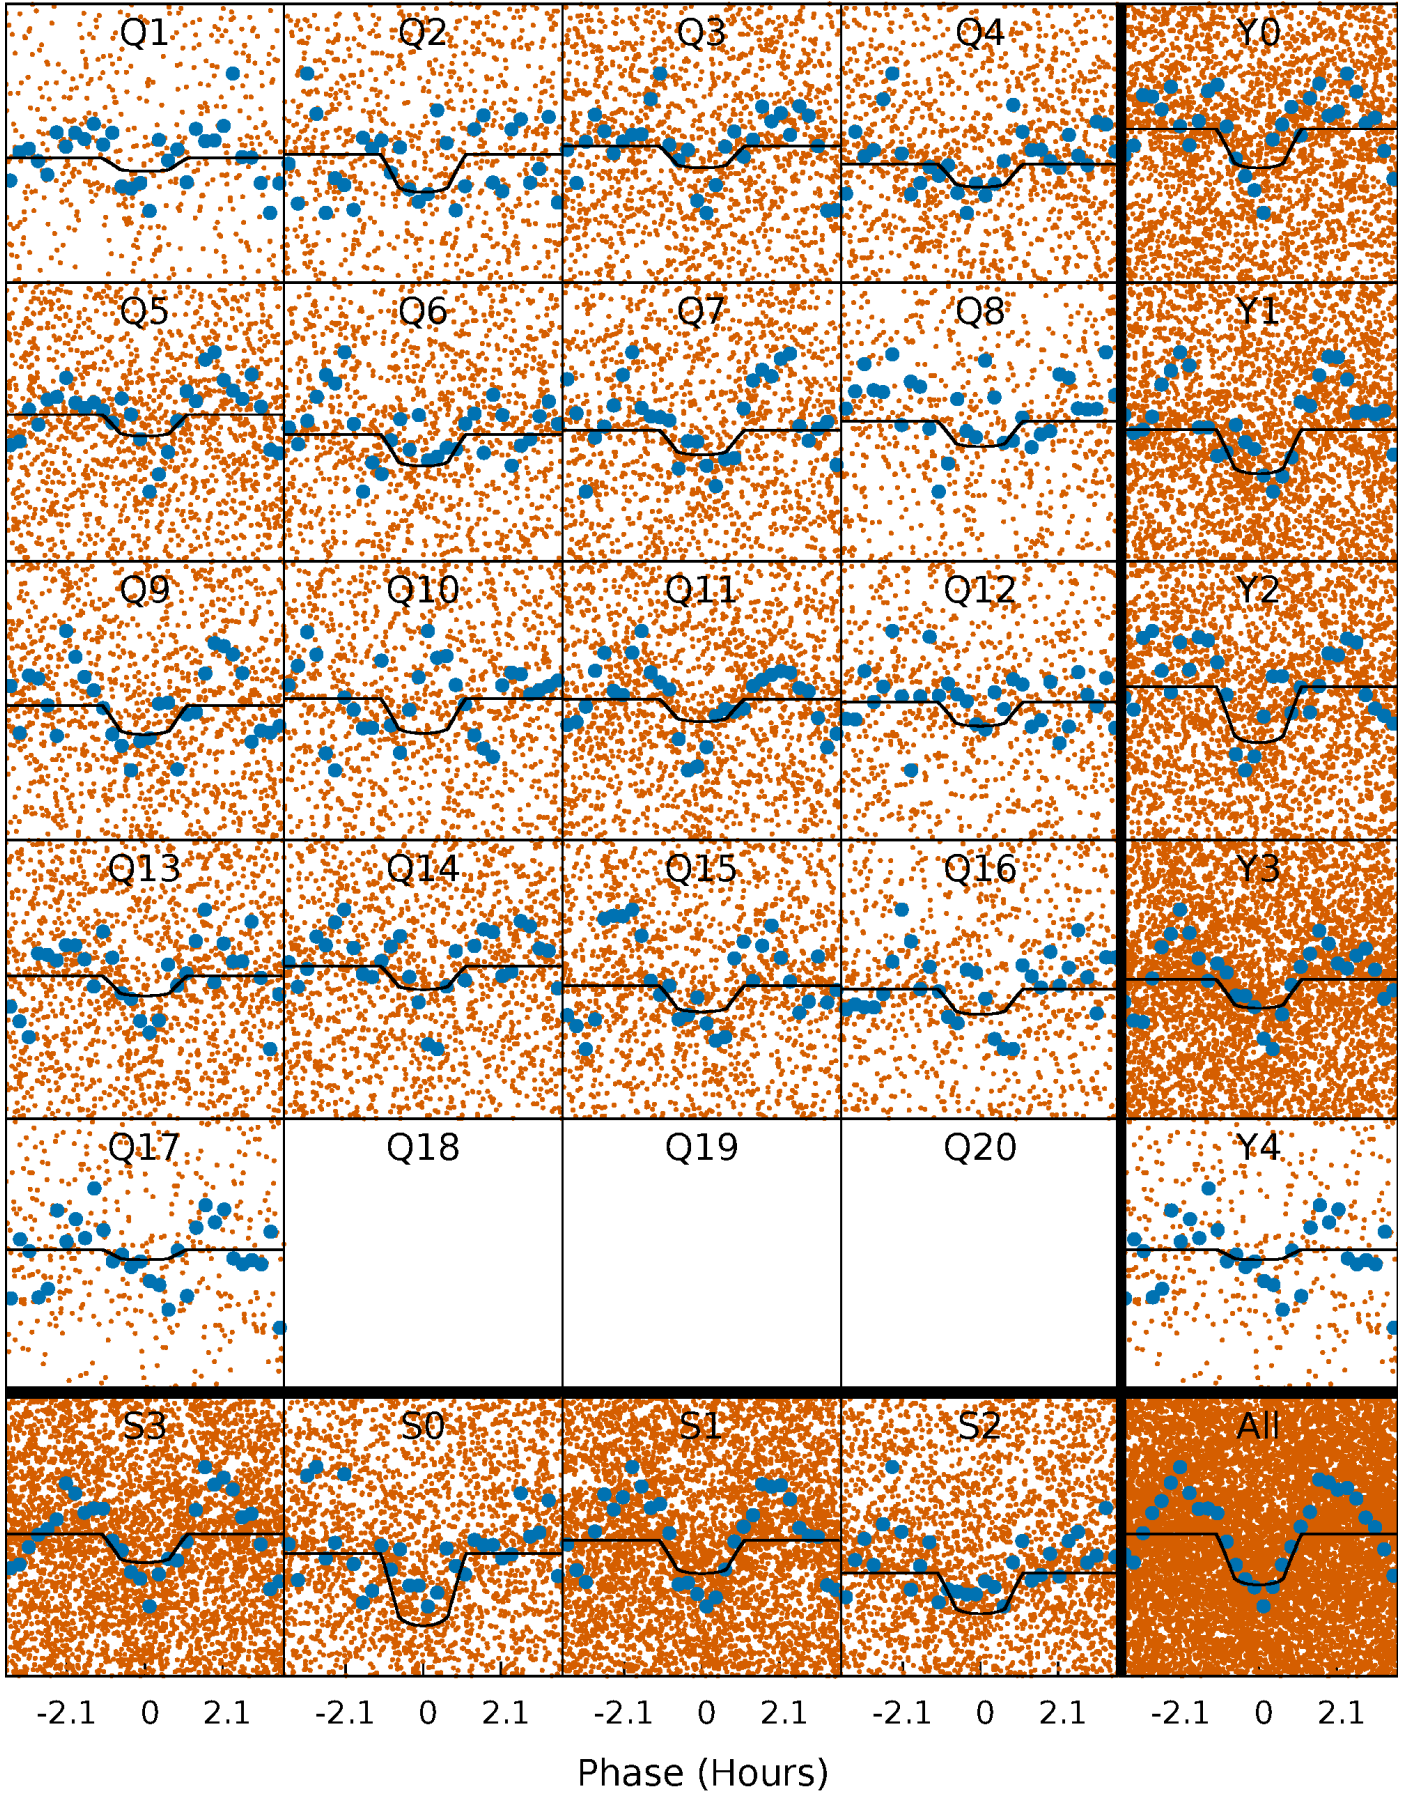 Q1 Q2 Q3 Q4 Y0
Q5 Q6 Q7 Q8 Y1
Q9 Q10 Q11 Q12 Y2
Q13 Q14 Q15 Q16 Y3
Q17 Q18 Q19 Q20 Y4
S3 S0 S1 S2 All
-2.1 0 2.1 -2.1 0 2.1 -2.1 0 2.1 -2.1 0 2.1 -2.1 0 2.1
Phase (Hours)